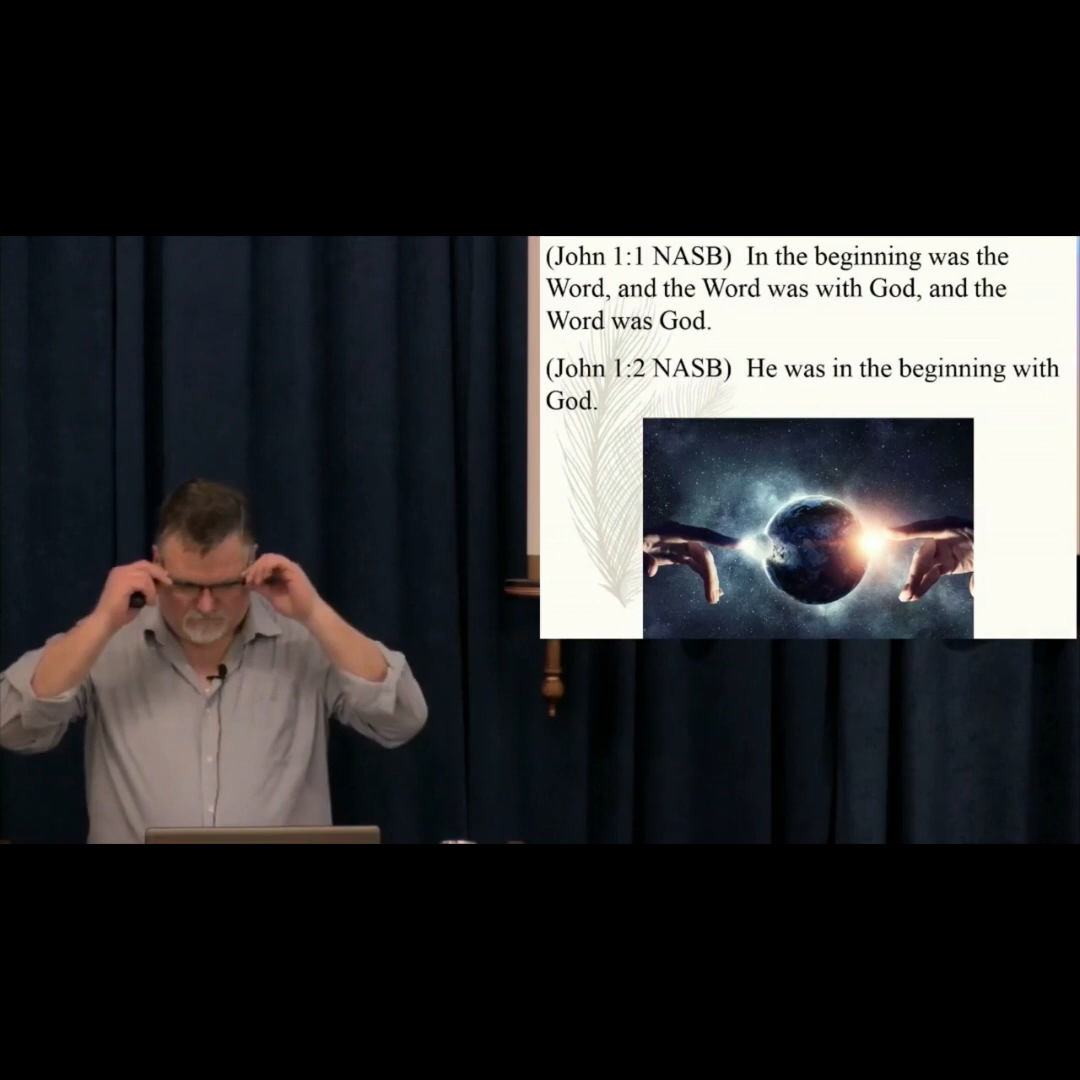 (John 1:1 NASB) In the beginning was the
Word, and the Word was with God, and the
Word was God.
(John 1:2 NASB) He was in the beginning with
God.